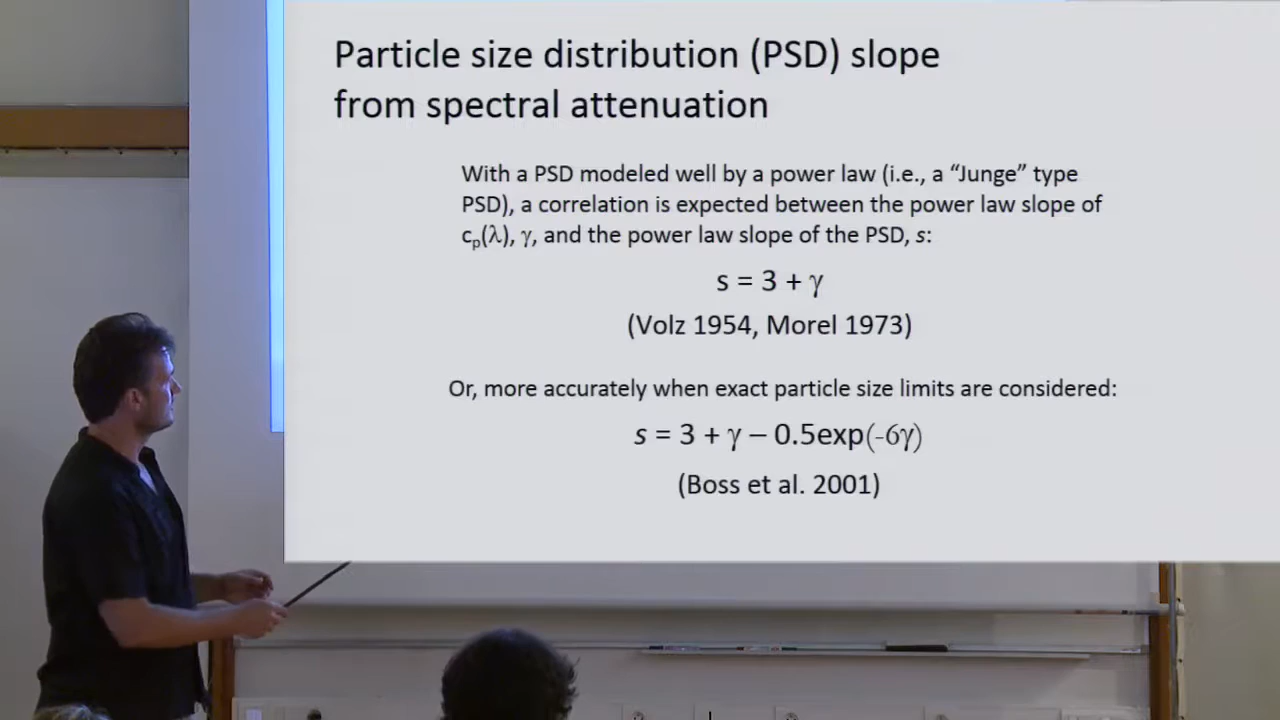 Particle size distribution (PSD) slope
from spectral attenuation
With a PSD modeled well by a power law (i.e., a “Junge” type
PSD), a correlation is expected between the power law slope of
cₚ(λ), γ, and the power law slope of the PSD, s:
s = 3 + γ
(Volz 1954, Morel 1973)
Or, more accurately when exact particle size limits are considered:
s = 3 + γ – 0.5exp(-6γ)
(Boss et al. 2001)